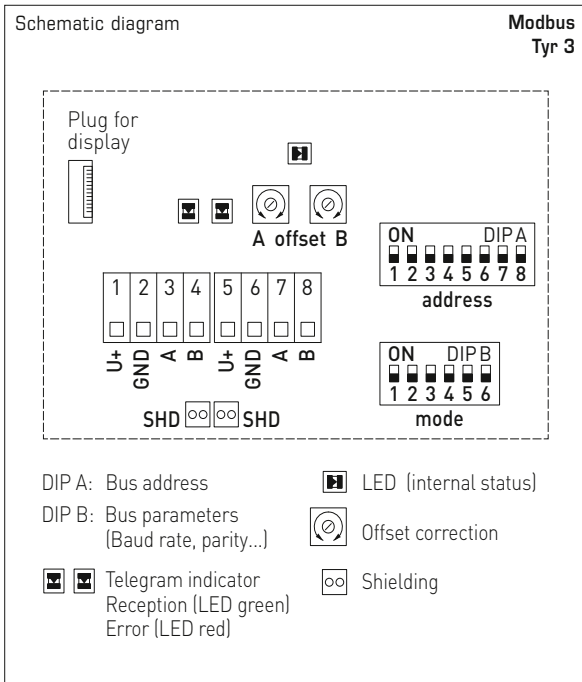 Schematic diagram
Modbus
Tyr 3
Plug for
display
A offset B
ON DIP A
1 2 3 4 5 6 7 8
address
1 2 3 4 5 6 7 8
U+ GND A B U+ GND A B
ON DIP B
1 2 3 4 5 6
mode
SHD SHD
DIP A: Bus address
DIP B: Bus parameters
(Baud rate, parity...)
Telegram indicator
Reception (LED green)
Error (LED red)
LED (internal status)
Offset correction
Shielding